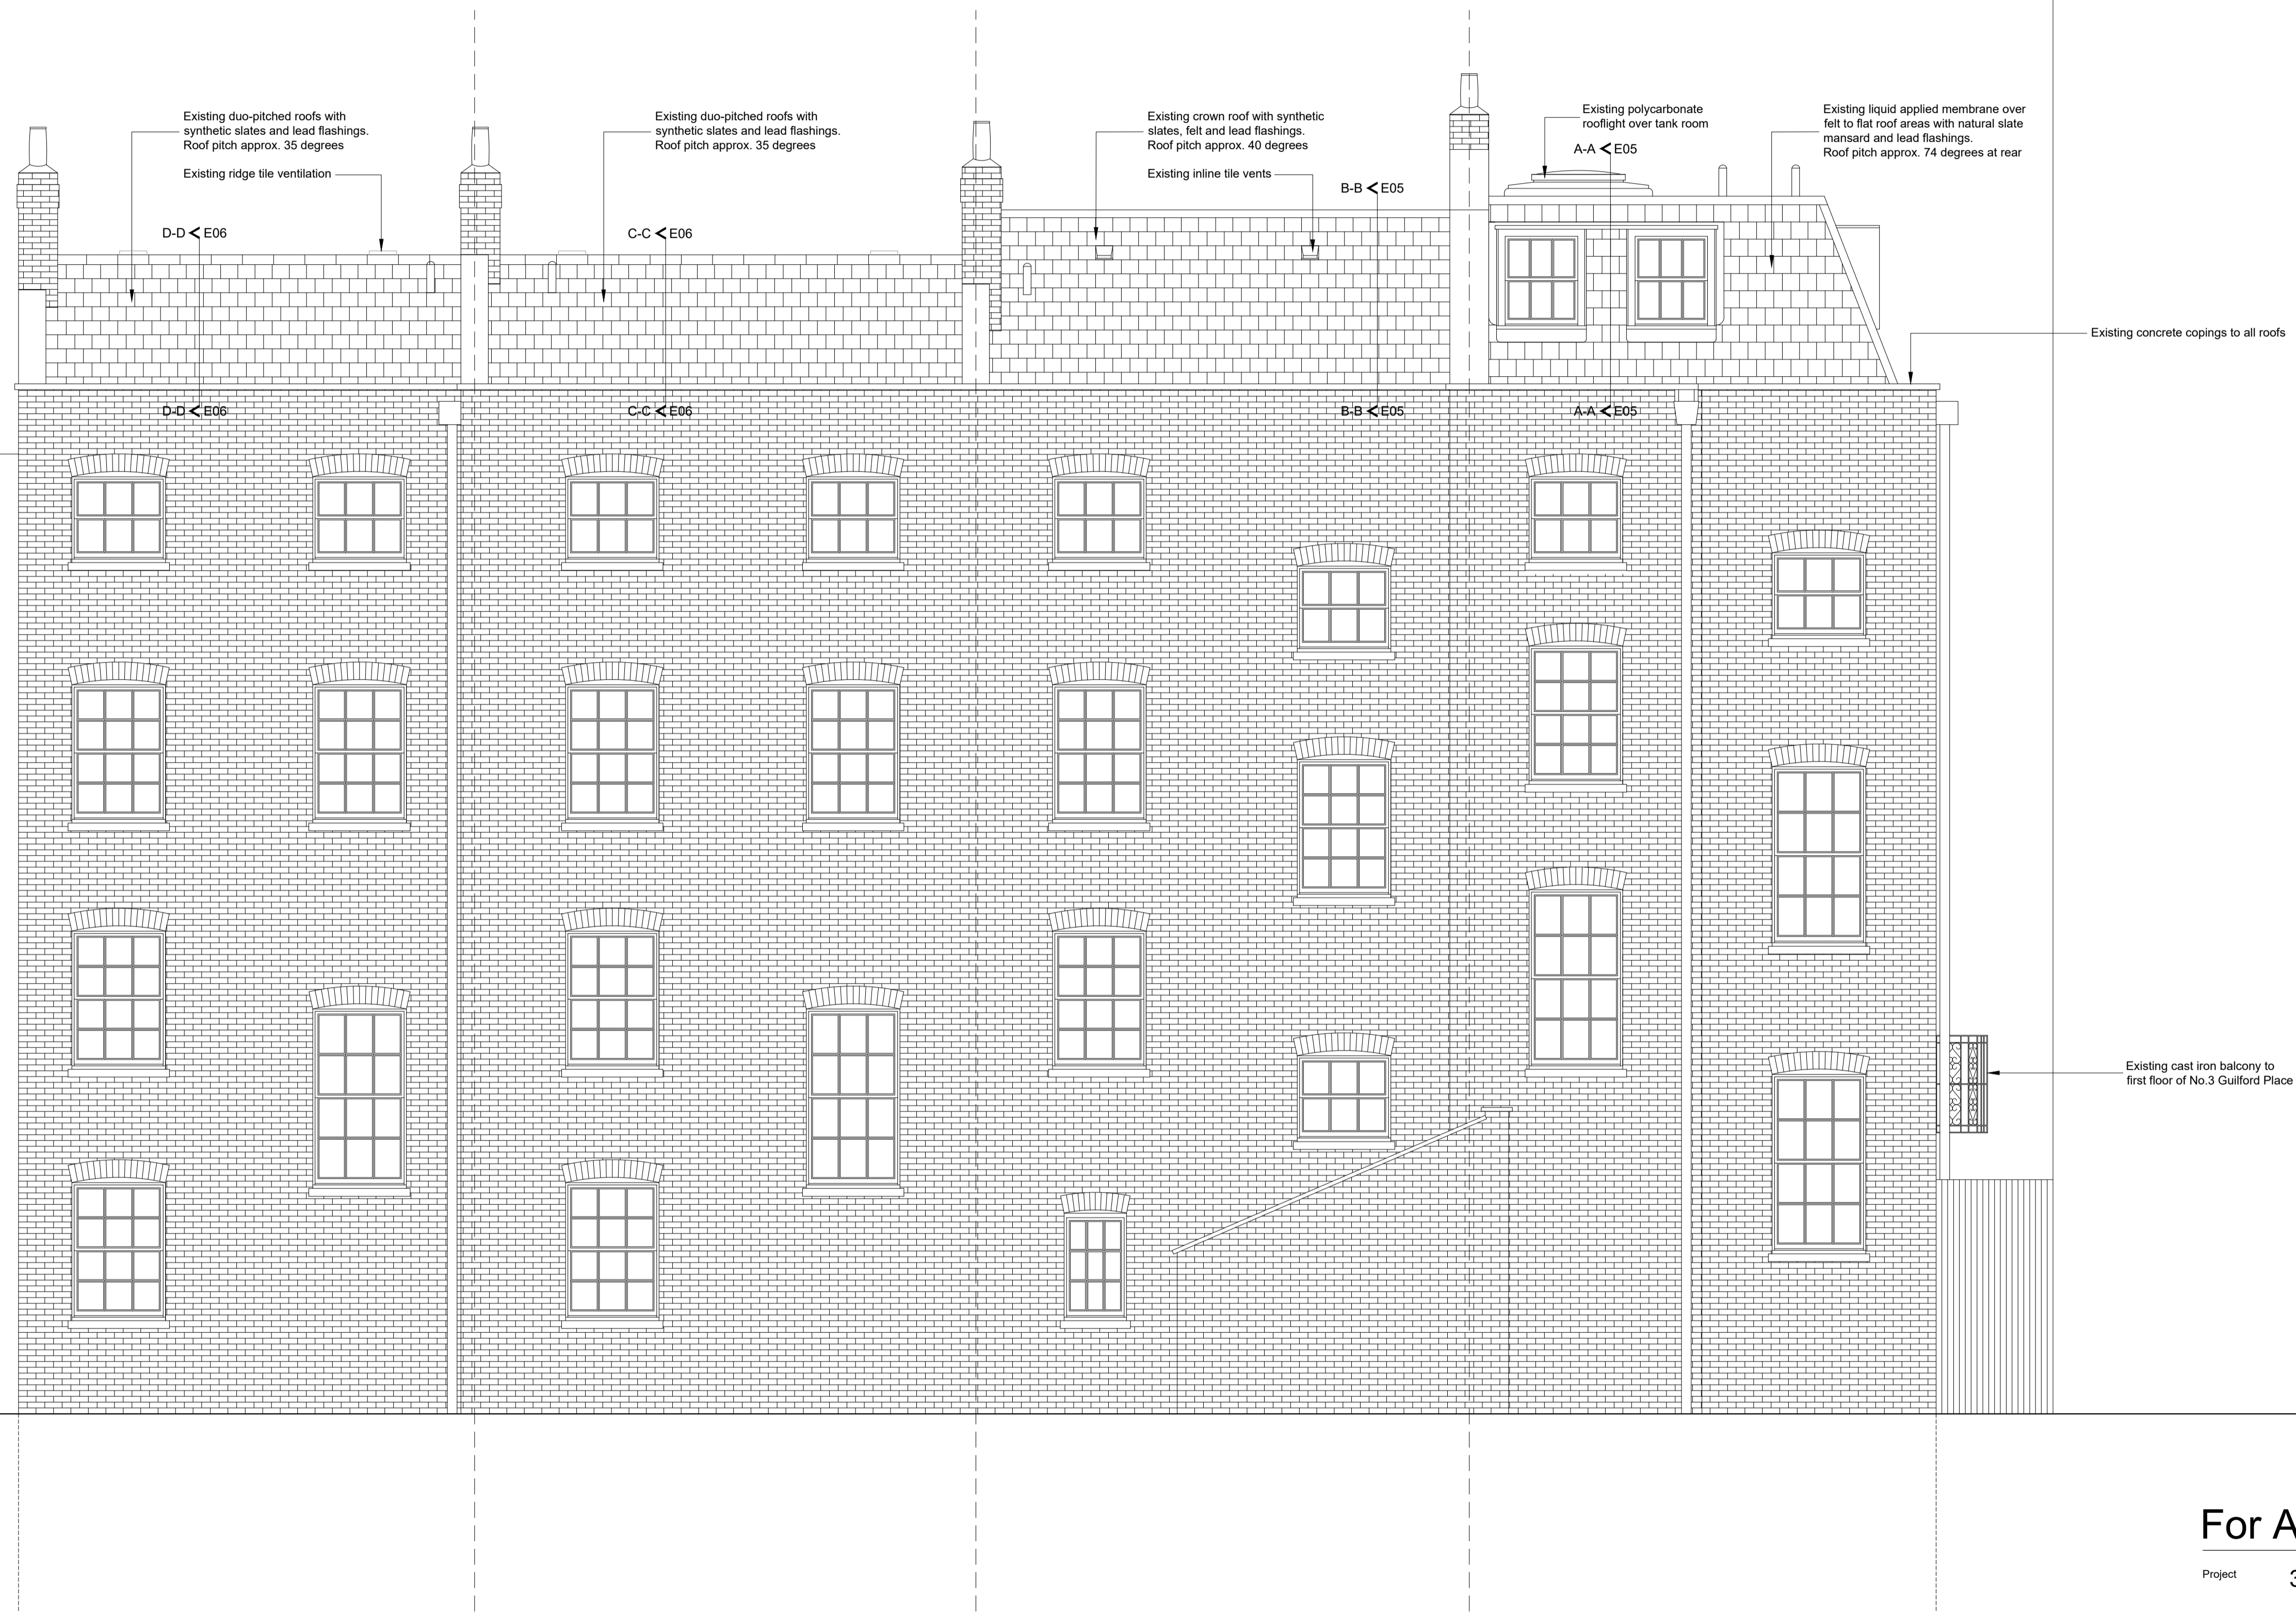 Existing duo-pitched roofs with
synthetic slates and lead flashings.
Roof pitch approx. 35 degrees
Existing ridge tile ventilation
Existing duo-pitched roofs with
synthetic slates and lead flashings.
Roof pitch approx. 35 degrees
Existing crown roof with synthetic
slates, felt and lead flashings.
Roof pitch approx. 40 degrees
Existing inline tile vents
Existing polycarbonate
rooflight over tank room
Existing liquid applied membrane over
felt to flat roof areas with natural slate
mansard and lead flashings.
Roof pitch approx. 74 degrees at rear
A-A < E05
B-B < E05
D-D < E06
C-C < E06
Existing concrete copings to all roofs
D-D < E06
C-C < E06
B-B < E05
A-A < E05
Existing cast iron balcony to
first floor of No.3 Guilford Place
For A
Project